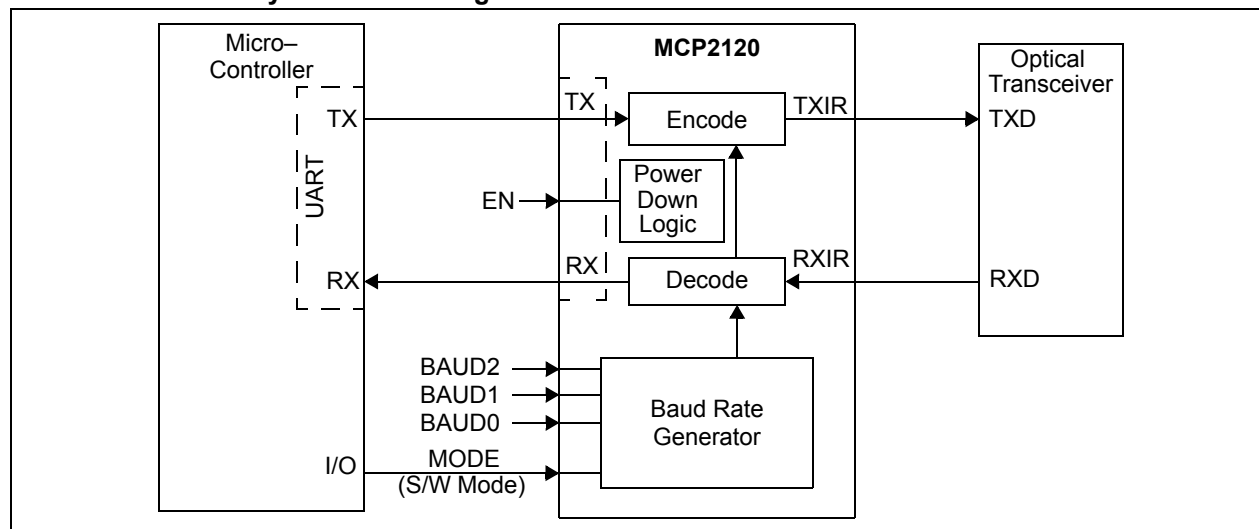 Micro–
Controller
UART
TX
RX
I/O
MCP2120
TX
Encode
TXIR
EN
Power
Down
Logic
RX
Decode
RXIR
BAUD2
BAUD1
BAUD0
MODE
(S/W Mode)
Baud Rate
Generator
Optical
Transceiver
TXD
RXD